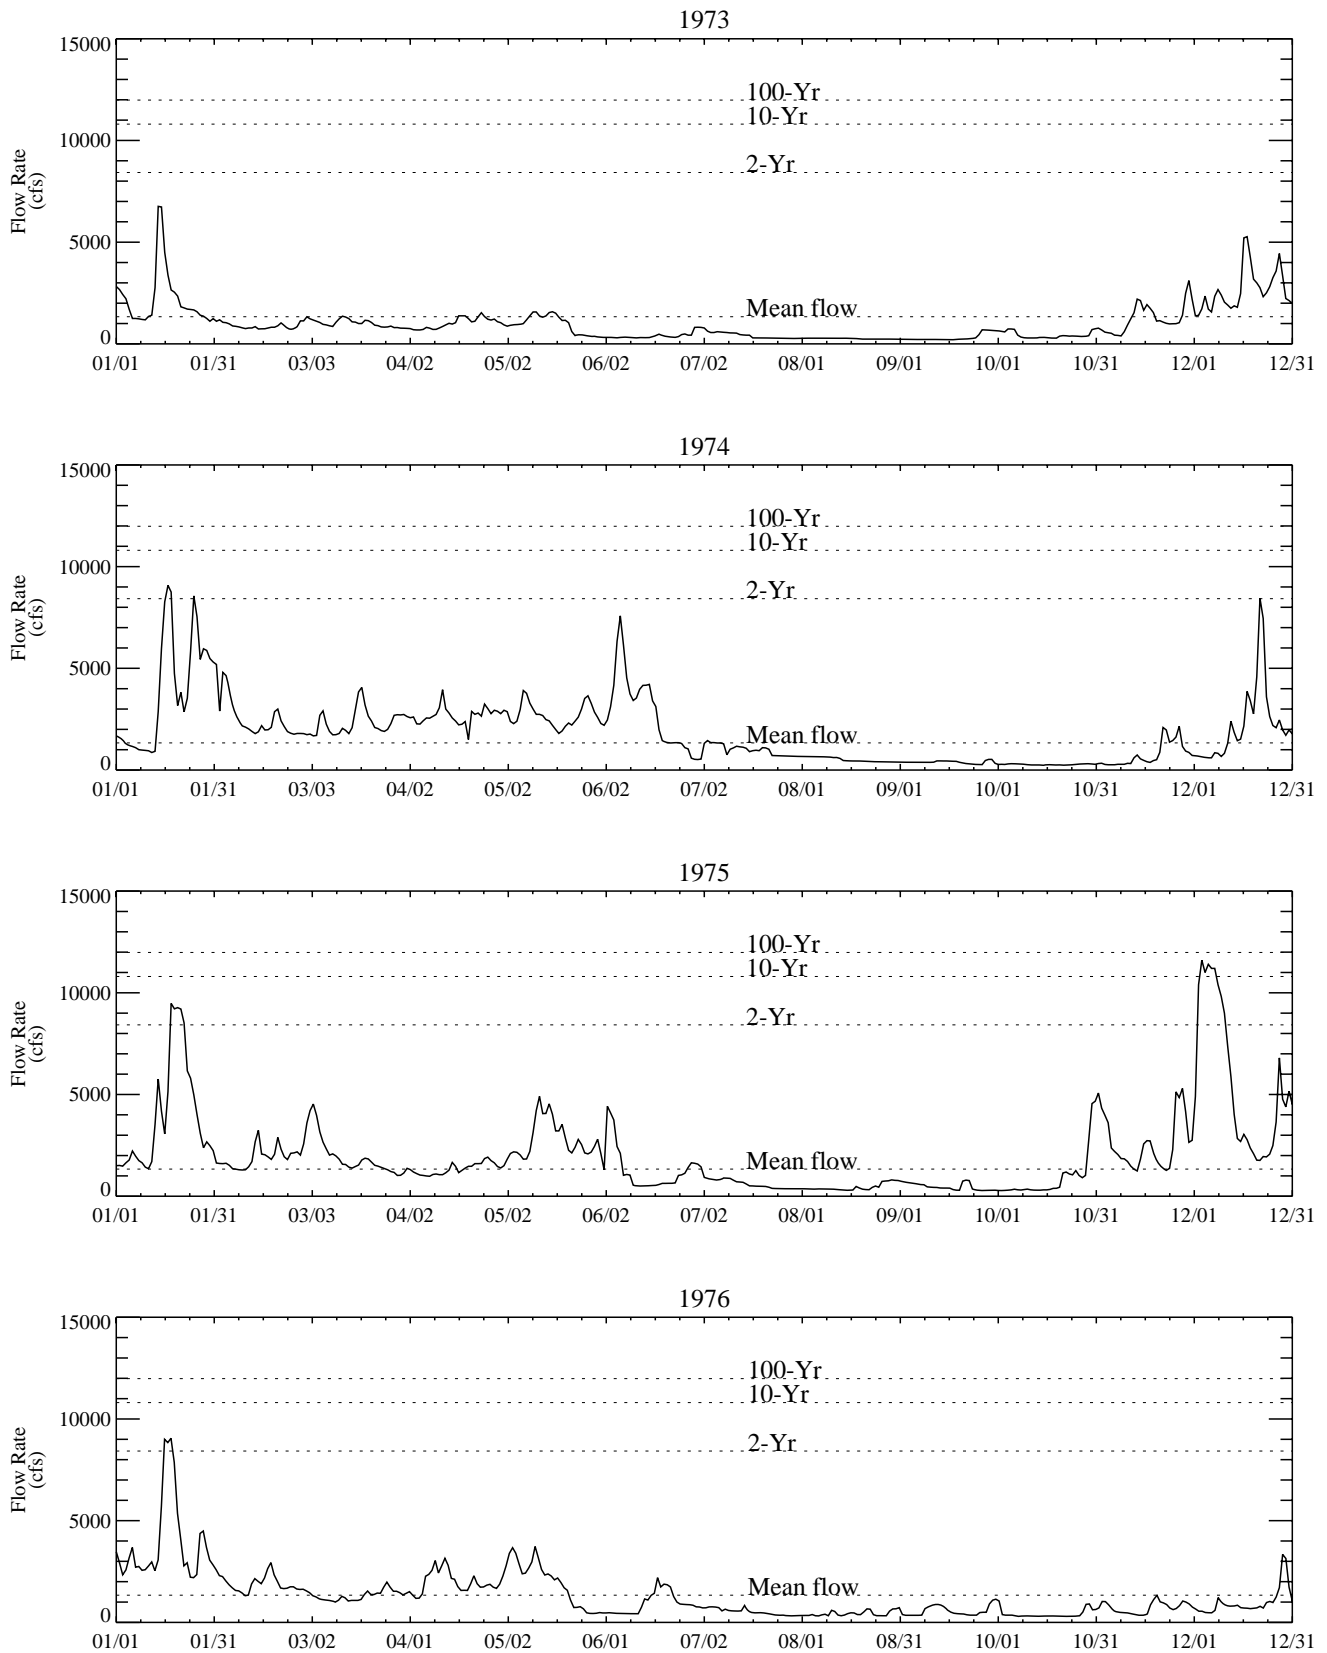 1973
15000
100-Yr
10-Yr
10000
2-Yr
Flow Rate
(cfs)
5000
Mean flow
0
01/01 01/31 03/03 04/02 05/02 06/02 07/02 08/01 09/01 10/01 10/31 12/01 12/31
1974
15000
100-Yr
10-Yr
10000
2-Yr
Flow Rate
(cfs)
5000
Mean flow
0
01/01 01/31 03/03 04/02 05/02 06/02 07/02 08/01 09/01 10/01 10/31 12/01 12/31
1975
15000
100-Yr
10-Yr
10000
2-Yr
Flow Rate
(cfs)
5000
Mean flow
0
01/01 01/31 03/03 04/02 05/02 06/02 07/02 08/01 09/01 10/01 10/31 12/01 12/31
1976
15000
100-Yr
10-Yr
10000
2-Yr
Flow Rate
(cfs)
5000
Mean flow
0
01/01 01/31 03/02 04/02 05/02 06/01 07/02 08/01 08/31 10/01 10/31 12/01 12/31